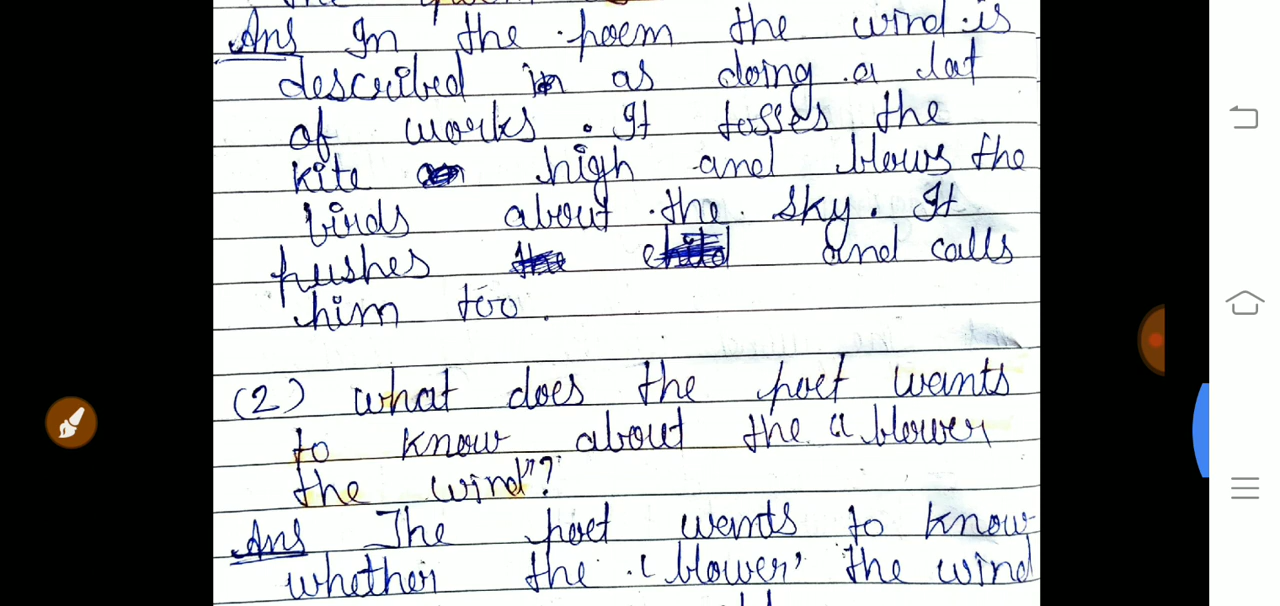 Ans In the poem the wind is
described as doing a lat
of works. It tosses the
kite high and blows the
birds about the sky. It
pushes and calls
him too.
(2) what does the poet wants
to know about the "blower
the wind"?
Ans The poet wants to know
whether the 'blower' the wind